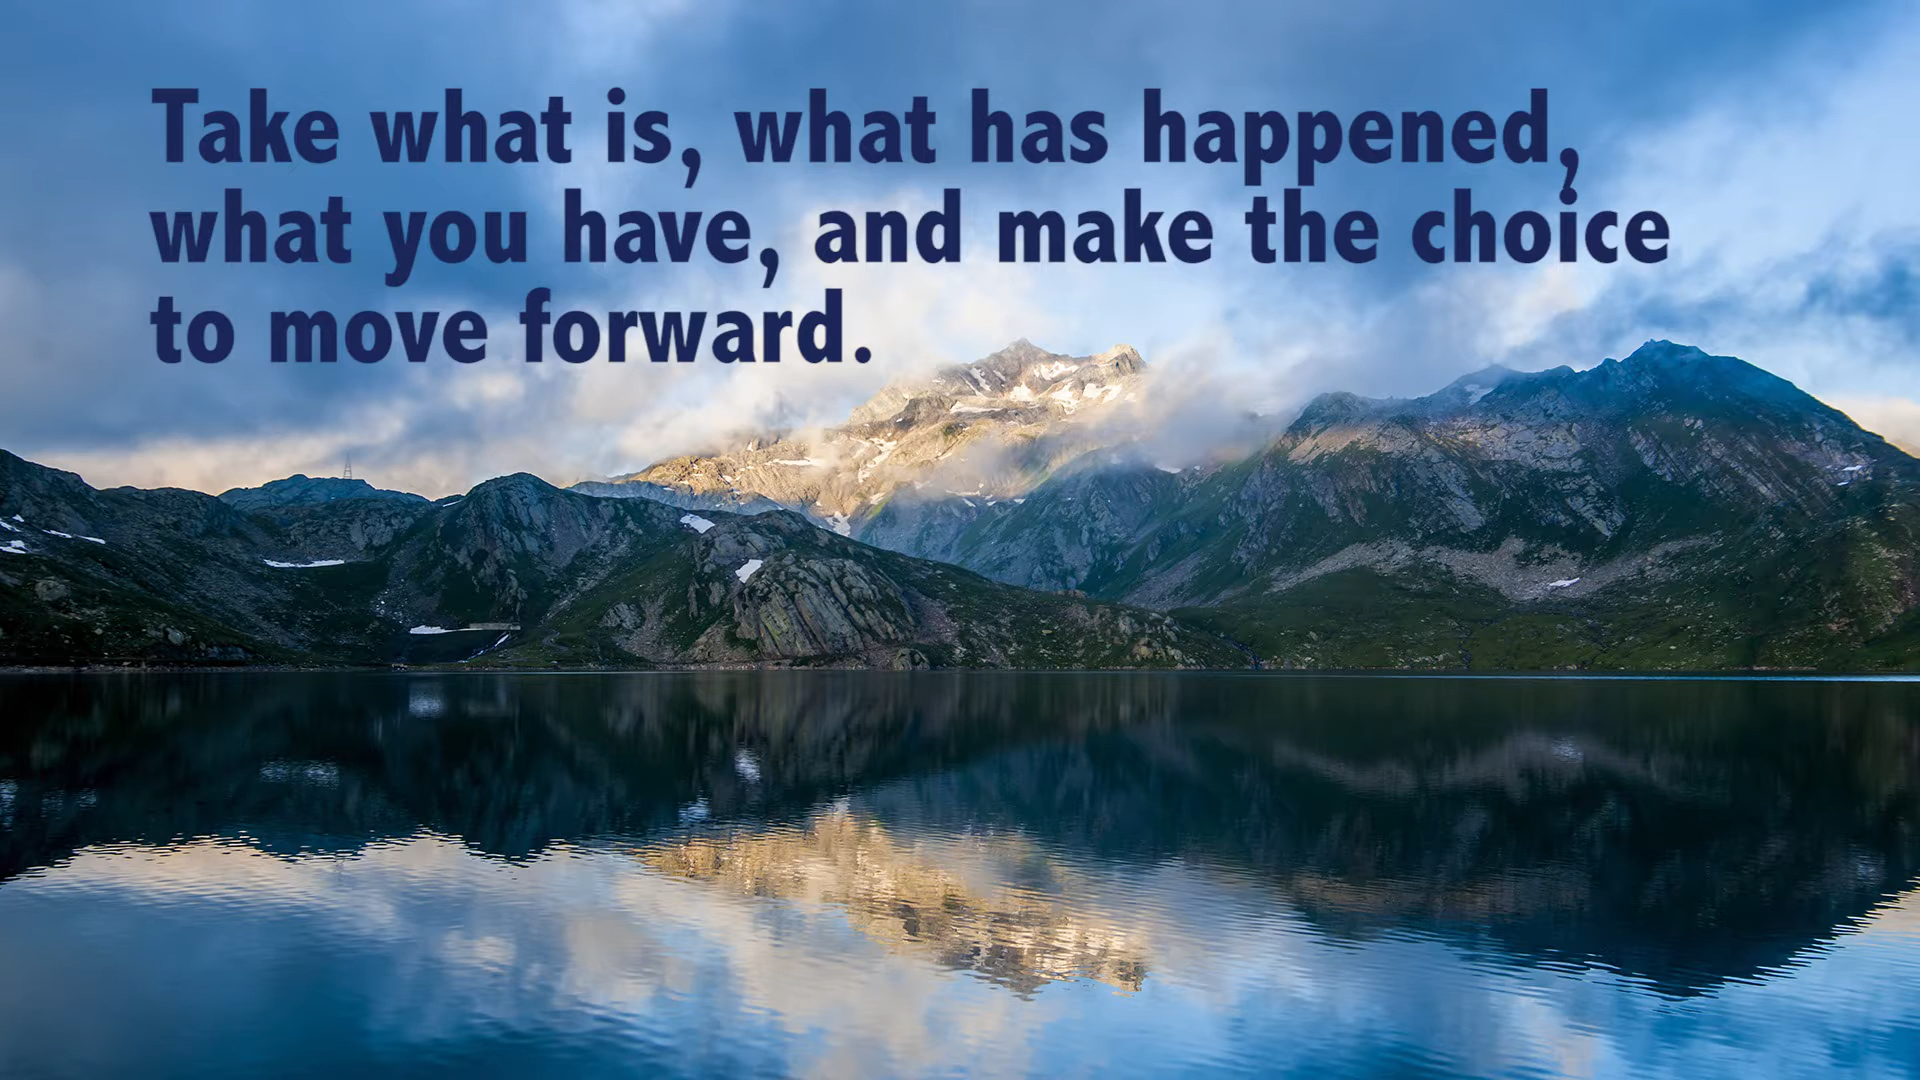 Take what is, what has happened,
what you have, and make the choice
to move forward.